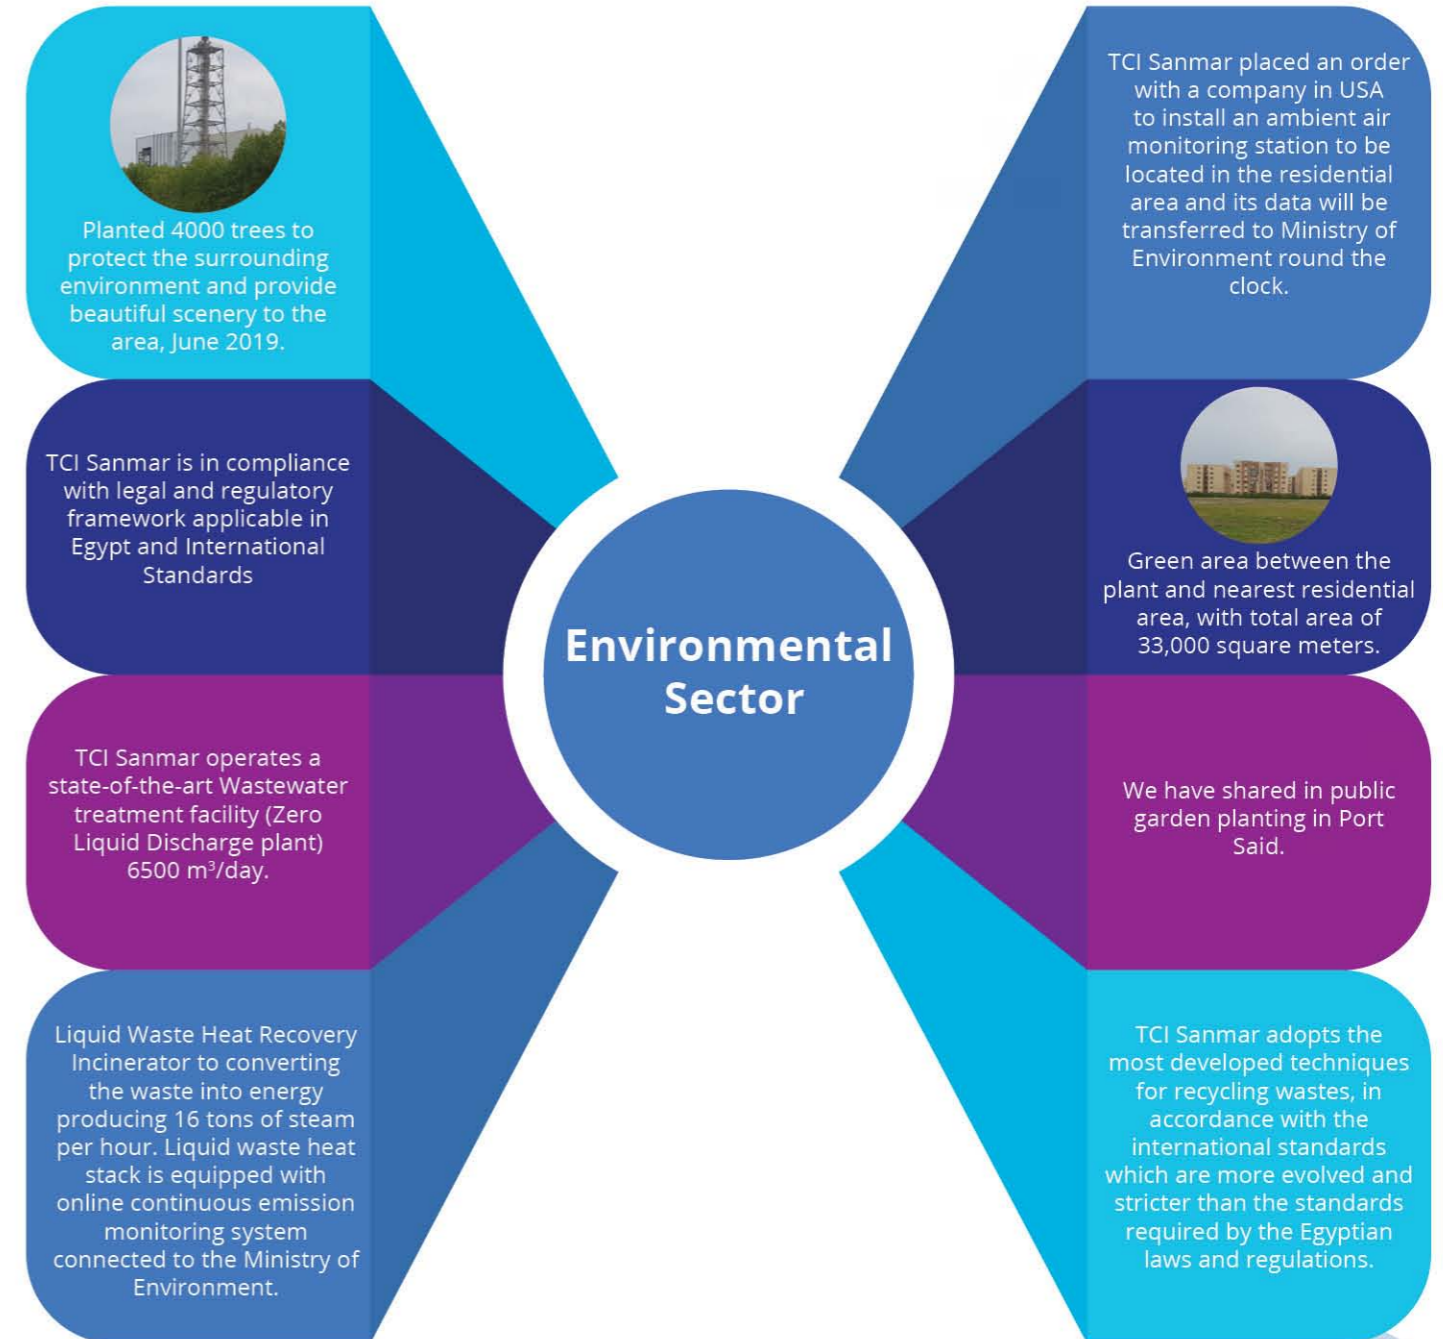 Planted 4000 trees to
protect the surrounding
environment and provide
beautiful scenery to the
area, June 2019.
TCI Sanmar is in compliance
with legal and regulatory
framework applicable in
Egypt and International
Standards
TCI Sanmar operates a
state-of-the-art Wastewater
treatment facility (Zero
Liquid Discharge plant)
6500 m³/day.
Liquid Waste Heat Recovery
Incinerator to converting
the waste into energy
producing 16 tons of steam
per hour. Liquid waste heat
stack is equipped with
online continuous emission
monitoring system
connected to the Ministry of
Environment.
Environmental
Sector
TCI Sanmar placed an order
with a company in USA
to install an ambient air
monitoring station to be
located in the residential
area and its data will be
transferred to Ministry of
Environment round the
clock.
Green area between the
plant and nearest residential
area, with total area of
33,000 square meters.
We have shared in public
garden planting in Port
Said.
TCI Sanmar adopts the
most developed techniques
for recycling wastes, in
accordance with the
international standards
which are more evolved and
stricter than the standards
required by the Egyptian
laws and regulations.